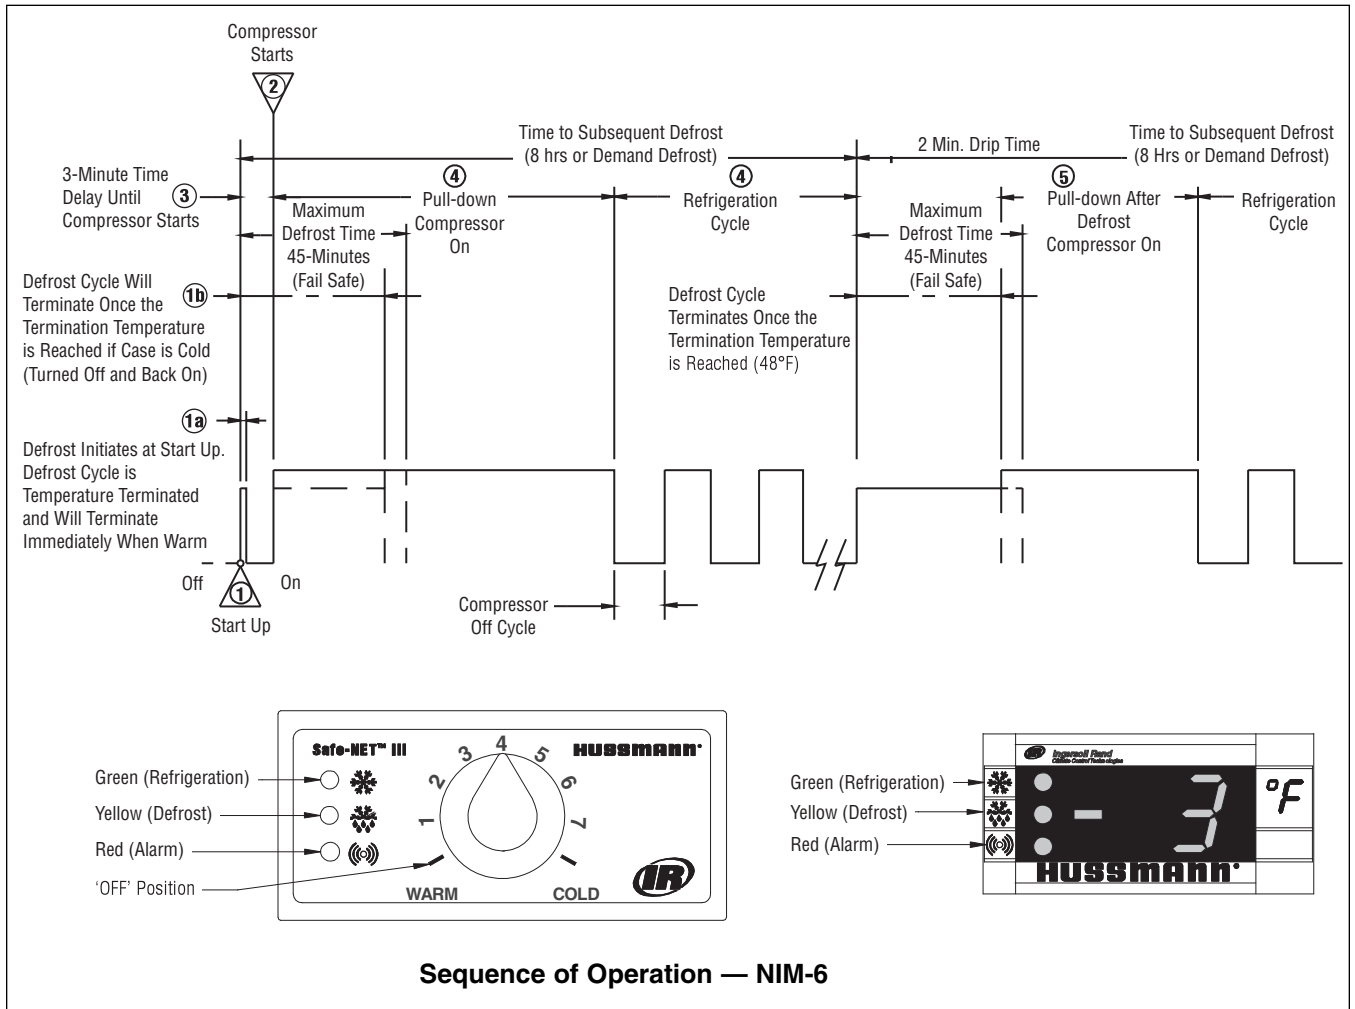 Compressor
Starts
2
Time to Subsequent Defrost
(8 hrs or Demand Defrost)
2 Min. Drip Time
Time to Subsequent Defrost
(8 Hrs or Demand Defrost)
3-Minute Time
Delay Until
Compressor Starts
3
4
Pull-down
Compressor
On
4
Refrigeration
Cycle
5
Pull-down After
Defrost
Compressor On
Refrigeration
Cycle
Maximum
Defrost Time
45-Minutes
(Fail Safe)
Maximum
Defrost Time
45-Minutes
(Fail Safe)
Defrost Cycle Will
Terminate Once the
Termination Temperature
is Reached if Case is Cold
(Turned Off and Back On)
1b
Defrost Cycle
Terminates Once the
Termination Temperature
is Reached (48°F)
1a
Defrost Initiates at Start Up.
Defrost Cycle is
Temperature Terminated
and Will Terminate
Immediately When Warm
Off
On
1
Start Up
Compressor
Off Cycle
Safe-NET™ III
HUSSMANN
1
2
3
4
5
6
7
Green (Refrigeration)
Yellow (Defrost)
Red (Alarm)
'OFF' Position
WARM
COLD
IR
Green (Refrigeration)
Yellow (Defrost)
Red (Alarm)
IR
Ingersoll Rand
Climate Control Technologies
- 3
°F
HUSSMANN
Sequence of Operation — NIM-6